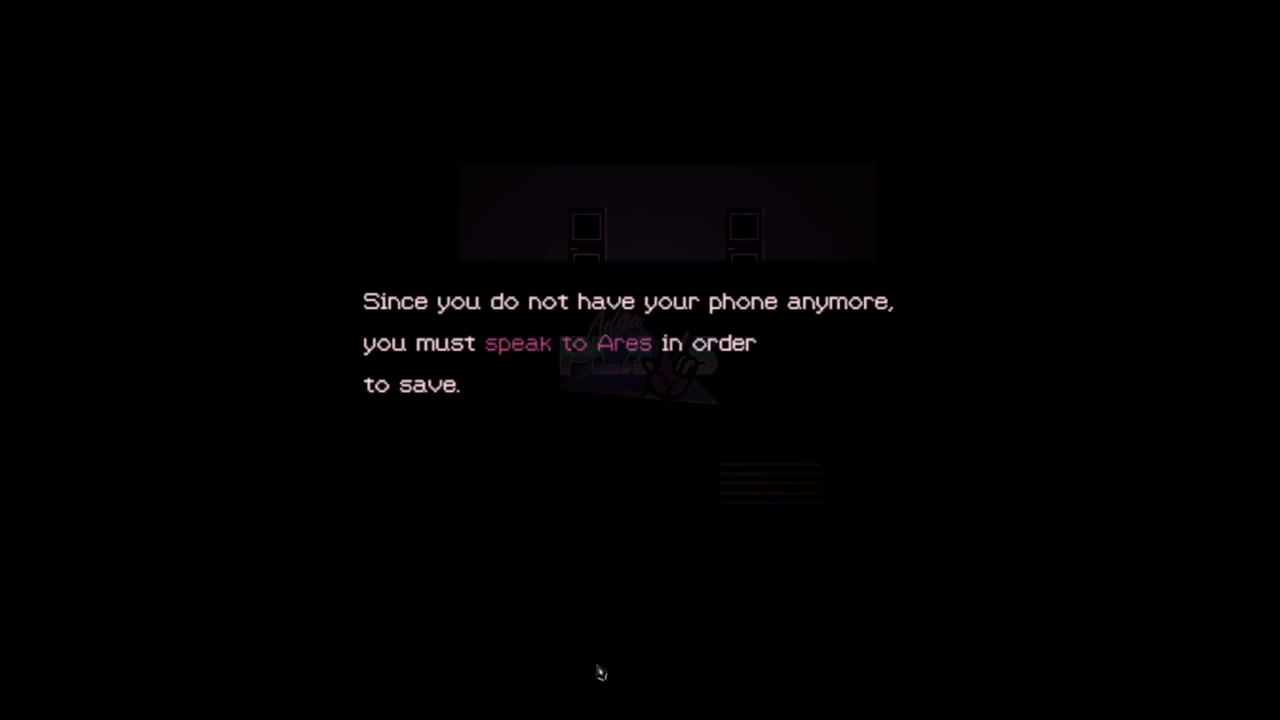 Since you do not have your phone anymore,
you must speak to Ares in order
to save.